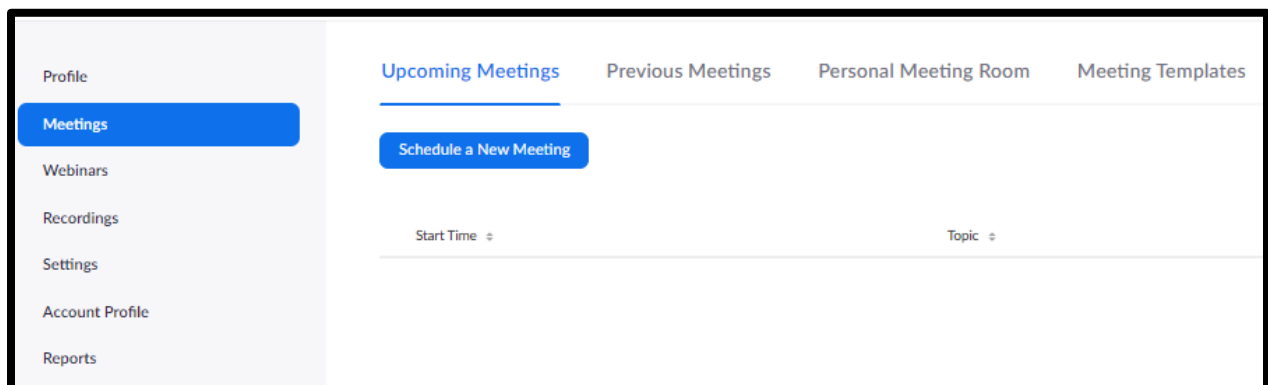 Profile
Meetings
Webinars
Recordings
Settings
Account Profile
Reports
Upcoming Meetings Previous Meetings Personal Meeting Room Meeting Templates
Schedule a New Meeting
Start Time Topic